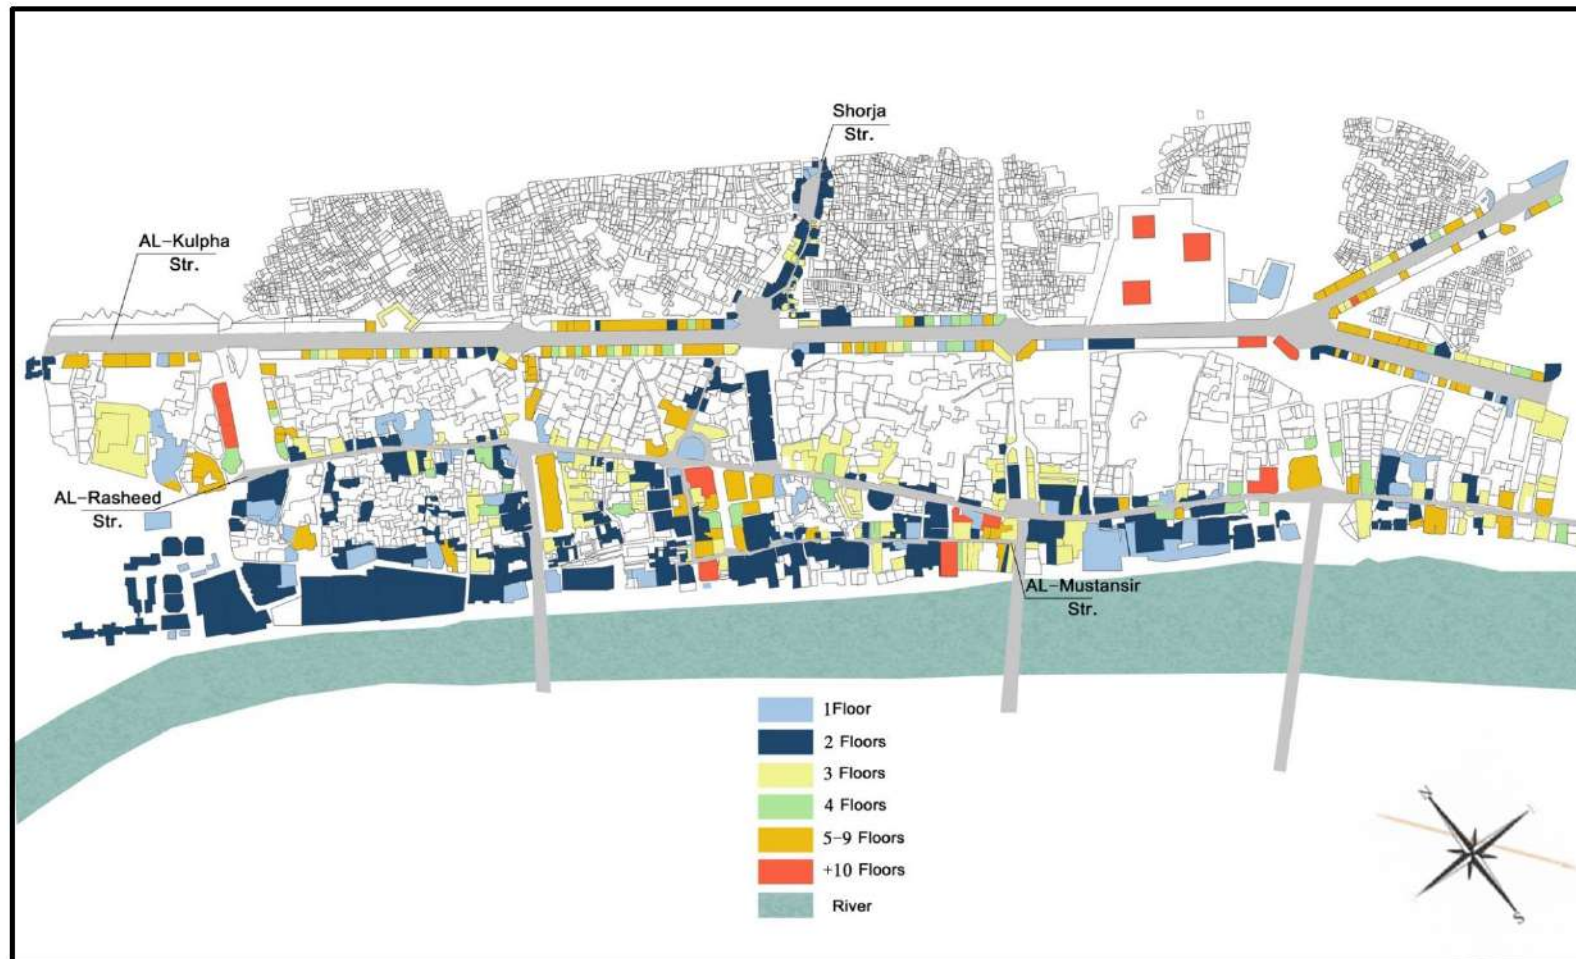 Shorja
Str.
AL-Kulpha
Str.
AL-Rasheed
Str.
AL-Mustansir
Str.
1Floor
2 Floors
3 Floors
4 Floors
5-9 Floors
+10 Floors
River
N
S